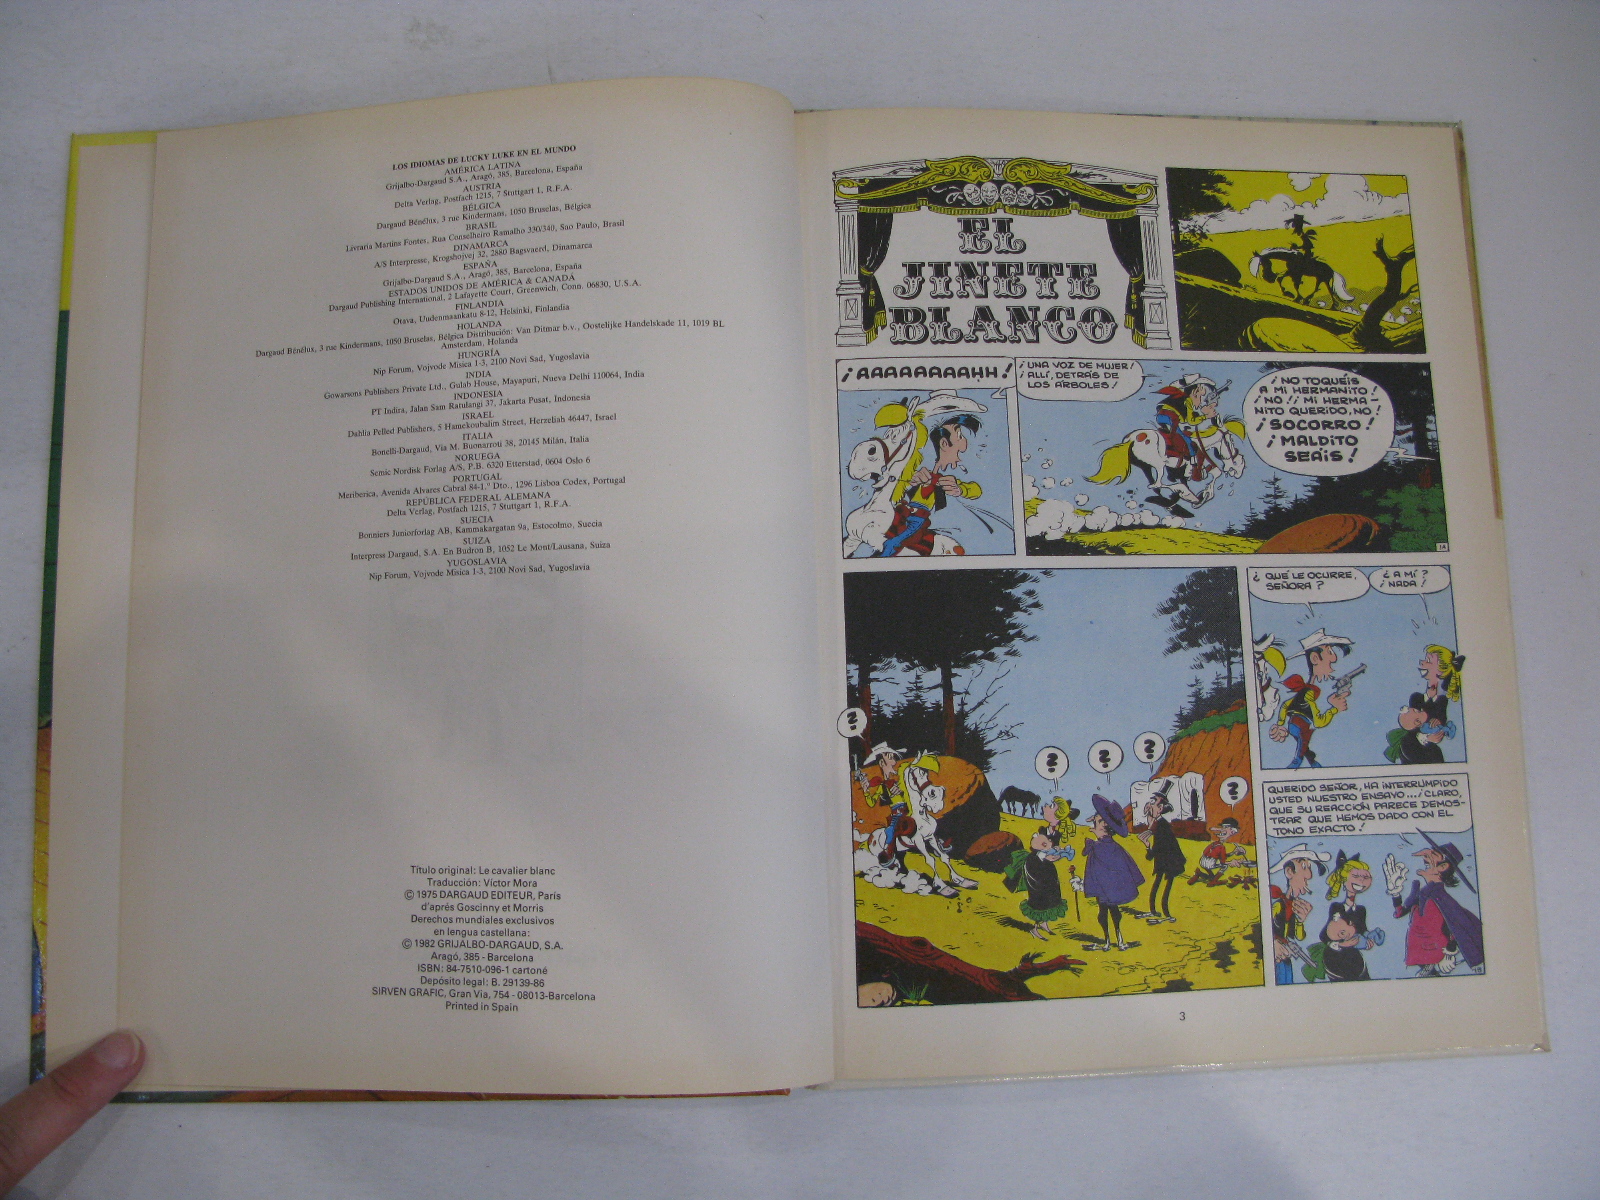 LOS IDIOMAS DE LUCKY LUKE EN EL MUNDO
AMÉRICA LATINA
Grijalbo-Dargaud S.A., Aragó, 385, Barcelona, España
AUSTRIA
Delta Verlag, Postfach 1215, 7 Stuttgart 1, R.F.A.
BÉLGICA
Dargaud Bénélux, 3 rue Kindermans, 1050 Bruselas, Bélgica
BRASIL
Livraria Martins Fontes, Rua Conselheiro Ramalho 330/340, Sao Paulo, Brasil
DINAMARCA
A/S Interpresse, Krogshojvej 32, 2880 Bagsvaerd, Dinamarca
ESPAÑA
Grijalbo-Dargaud S.A., Aragó, 385, Barcelona, España
ESTADOS UNIDOS DE AMÉRICA & CANADÁ
Dargaud Publishing International, 2 Lafayette Court, Greenwich, Conn. 06830, U.S.A.
FINLANDIA
Otava, Uudenmaankatu 8-12, Helsinki, Finlandia
HOLANDA
Dargaud Bénélux, 3 rue Kindermans, 1050 Bruselas, Bélgica Distribución: Van Ditmar b.v., Oostelijke Handelskade 11, 1019 BL
Amsterdam, Holanda
HUNGRÍA
Nip Forum, Vojvode Misica 1-3, 2100 Novi Sad, Yugoslavia
INDIA
Gowarsons Publishers Private Ltd., Gulab House, Mayapuri, Nueva Delhi 110064, India
INDONESIA
PT Indira, Jalan Sam Ratulangi 37, Jakarta Pusat, Indonesia
ISRAEL
Dahlia Pelled Publishers, 5 Hamekoubalim Street, Herzeliah 46447, Israel
ITALIA
Bonelli-Dargaud, Via M. Buonarroti 38, 20145 Milán, Italia
NORUEGA
Semic Nordisk Forlag A/S, P.B. 6320 Etterstad, 0604 Oslo 6
PORTUGAL
Meriberica, Avenida Alvares Cabral 84-1.° Dto., 1296 Lisboa Codex, Portugal
REPÚBLICA FEDERAL ALEMANA
Delta Verlag, Postfach 1215, 7 Stuttgart 1, R.F.A.
SUECIA
Bonniers Juniorforlag AB, Kammakargatan 9a, Estocolmo, Suecia
SUIZA
Interpress Dargaud, S.A. En Budron B, 1052 Le Mont/Lausana, Suiza
YUGOSLAVIA
Nip Forum, Vojvode Misica 1-3, 2100 Novi Sad, Yugoslavia
Título original: Le cavalier blanc
Traducción: Víctor Mora
© 1975 DARGAUD EDITEUR, París
d'aprés Goscinny et Morris
Derechos mundiales exclusivos
en lengua castellana:
© 1982 GRIJALBO-DARGAUD, S.A.
Aragó, 385 - Barcelona
ISBN: 84-7510-096-1 cartoné
Depósito legal: B. 29139-86
SIRVEN GRAFIC, Gran Via, 754 - 08013-Barcelona
Printed in Spain
EL
JINETE
BLANCO
¡AAAAAAAAHH!
¡UNA VOZ DE MUJER!
¡ALLÍ, DETRÁS DE
LOS ÁRBOLES!
¡NO TOQUÉIS
A MI HERMANITO!
¡NO! ¡MI HERMA-
NITO QUERIDO, NO!
¡SOCORRO!
¡MALDITO
SEÁIS!
1A
?
?
?
?
?
¿QUÉ LE OCURRE,
SEÑORA?
¿A MÍ?
¡NADA!
QUERIDO SEÑOR, HA INTERRUMPIDO
USTED NUESTRO ENSAYO...¡CLARO,
QUE SU REACCIÓN PARECE DEMOS-
TRAR QUE HEMOS DADO CON EL
TONO EXACTO!
1B
3